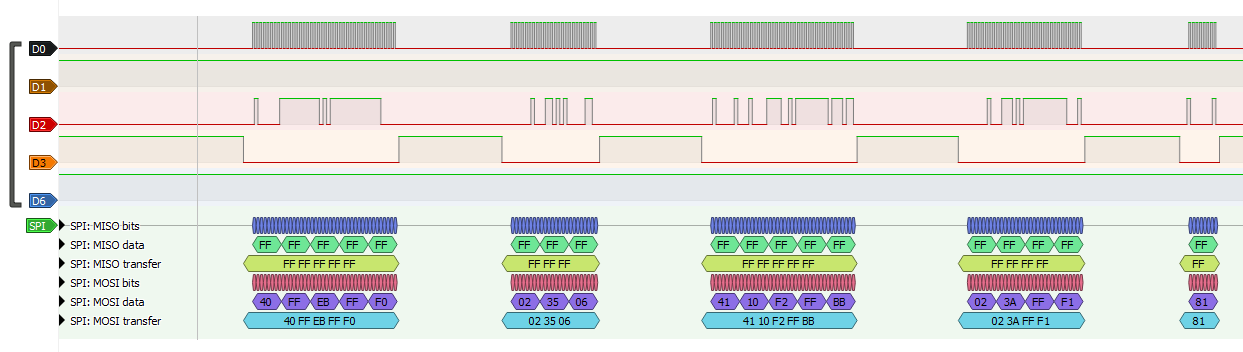 D0
D1
D2
D3
D6
SPI
SPI: MISO bits
SPI: MISO data FF FF FF FF FF FF FF FF FF FF FF FF FF FF FF FF FF FF
SPI: MISO transfer FF FF FF FF FF FF FF FF FF FF FF FF FF FF FF FF FF FF
SPI: MOSI bits
SPI: MOSI data 40 FF EB FF F0 02 35 06 41 10 F2 FF BB 02 3A FF F1 81
SPI: MOSI transfer 40 FF EB FF F0 02 35 06 41 10 F2 FF BB 02 3A FF F1 81